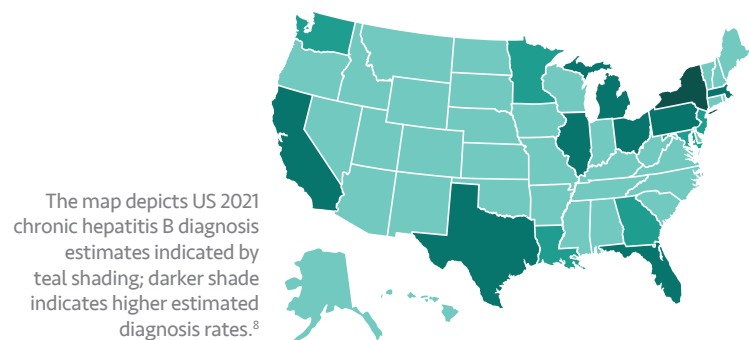 The map depicts US 2021
chronic hepatitis B diagnosis
estimates indicated by
teal shading; darker shade
indicates higher estimated
diagnosis rates.⁸